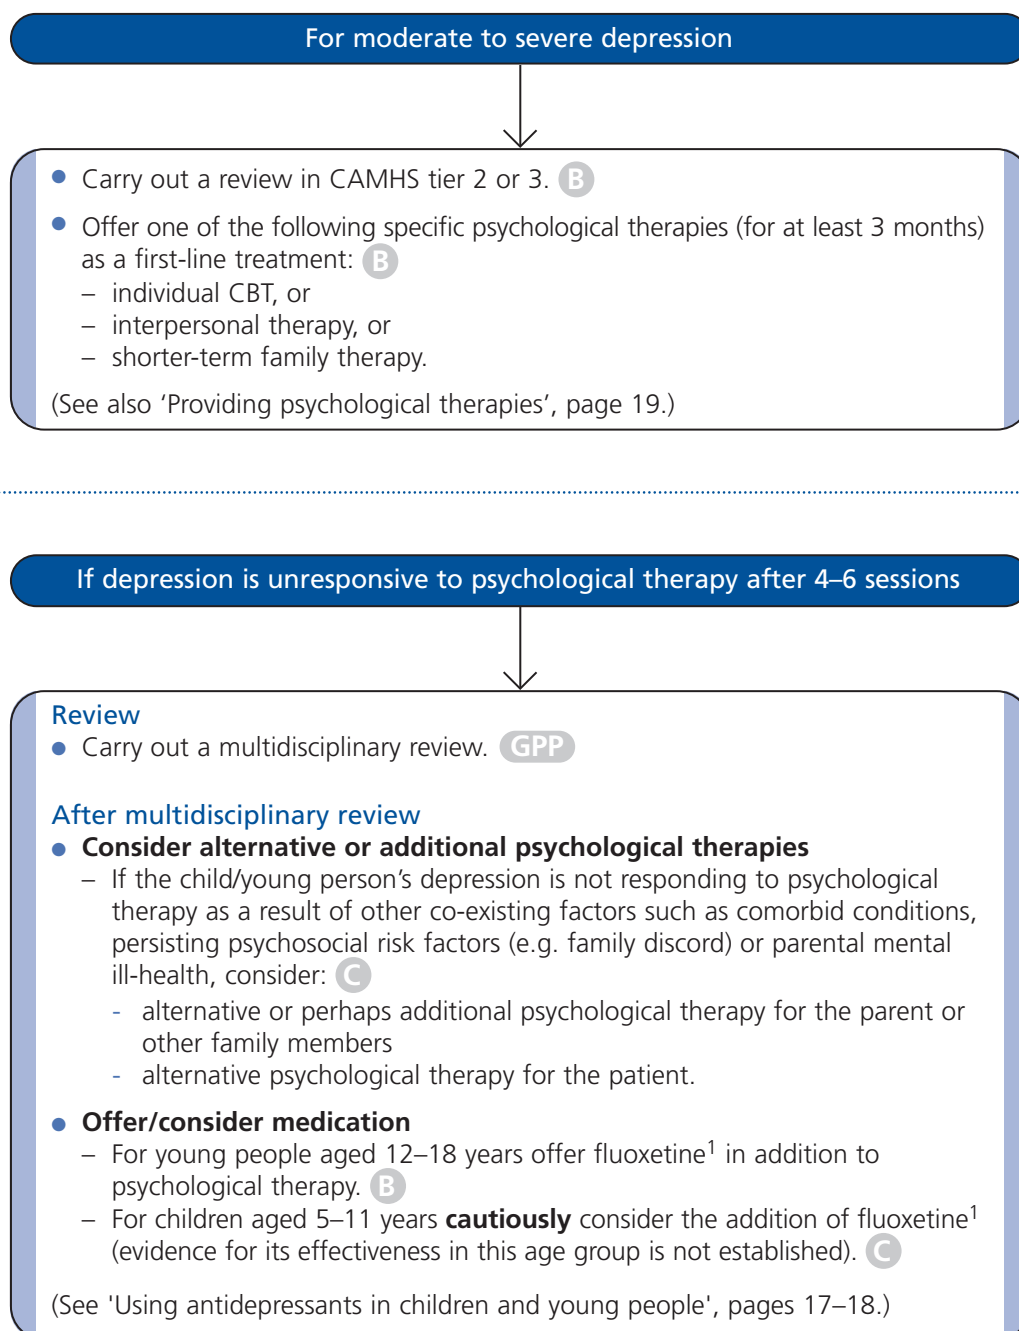 For moderate to severe depression
● Carry out a review in CAMHS tier 2 or 3. B
● Offer one of the following specific psychological therapies (for at least 3 months)
as a first-line treatment: B
– individual CBT, or
– interpersonal therapy, or
– shorter-term family therapy.
(See also ‘Providing psychological therapies’, page 19.)
If depression is unresponsive to psychological therapy after 4–6 sessions
Review
● Carry out a multidisciplinary review. GPP
After multidisciplinary review
● Consider alternative or additional psychological therapies
– If the child/young person’s depression is not responding to psychological
therapy as a result of other co-existing factors such as comorbid conditions,
persisting psychosocial risk factors (e.g. family discord) or parental mental
ill-health, consider: C
- alternative or perhaps additional psychological therapy for the parent or
other family members
- alternative psychological therapy for the patient.
● Offer/consider medication
– For young people aged 12–18 years offer fluoxetine1 in addition to
psychological therapy. B
– For children aged 5–11 years cautiously consider the addition of fluoxetine1
(evidence for its effectiveness in this age group is not established). C
(See 'Using antidepressants in children and young people', pages 17–18.)